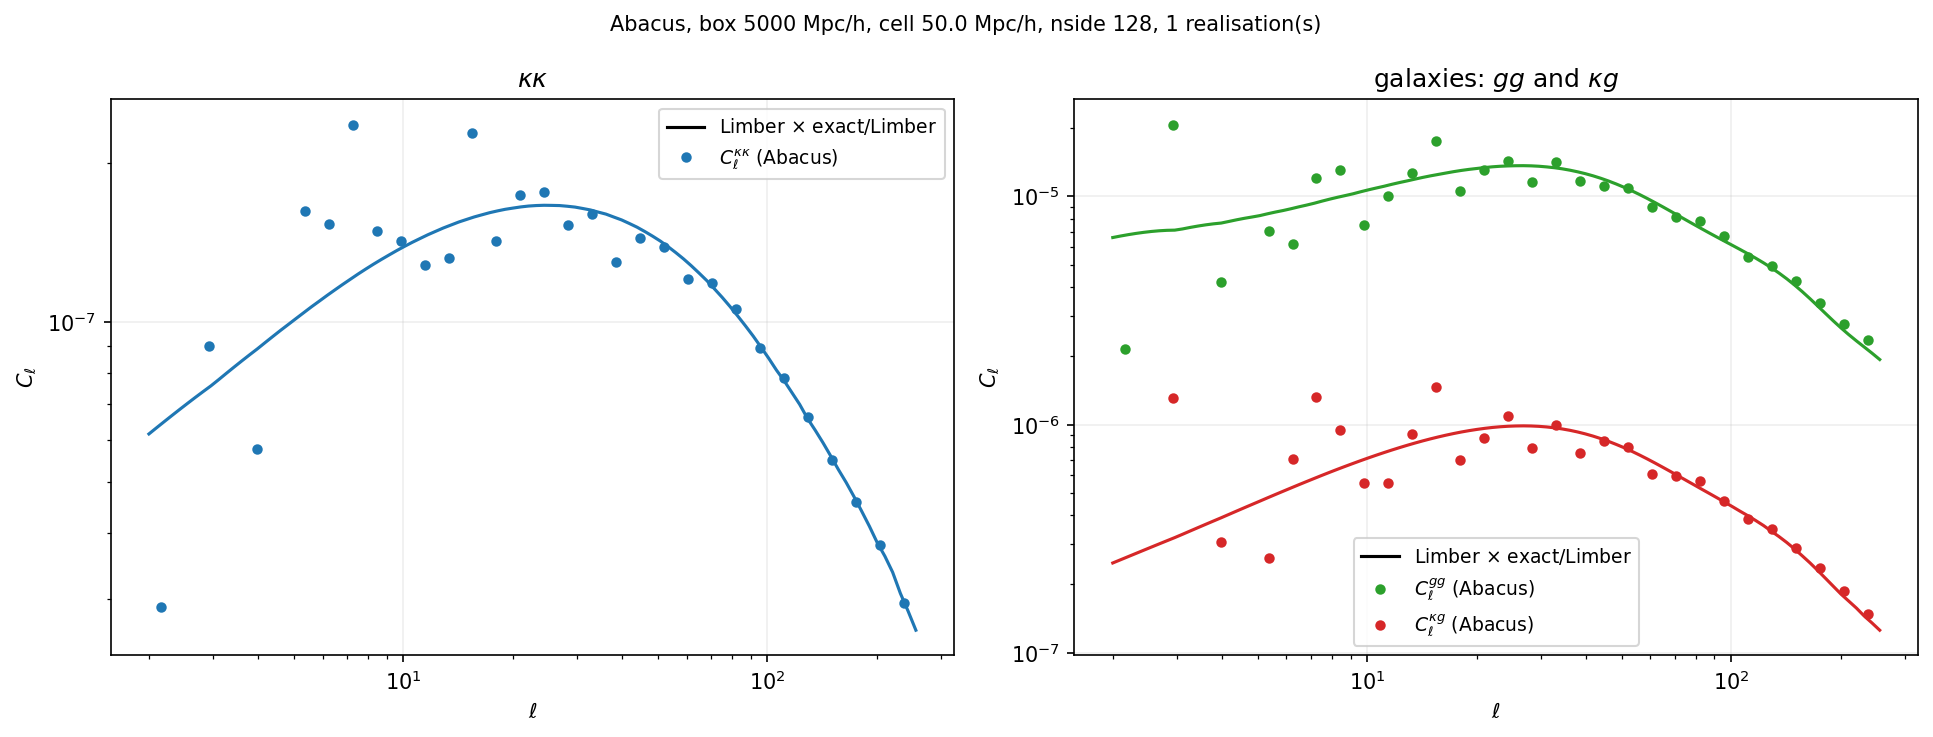 Abacus, box 5000 Mpc/h, cell 50.0 Mpc/h, nside 128, 1 realisation(s)
κκ
Limber × exact/Limber
C_ℓ^{κκ} (Abacus)
10^{-7}
C_ℓ
10^1
10^2
ℓ
galaxies: gg and κg
10^{-5}
10^{-6}
10^{-7}
C_ℓ
Limber × exact/Limber
C_ℓ^{gg} (Abacus)
C_ℓ^{κg} (Abacus)
10^1
10^2
ℓ